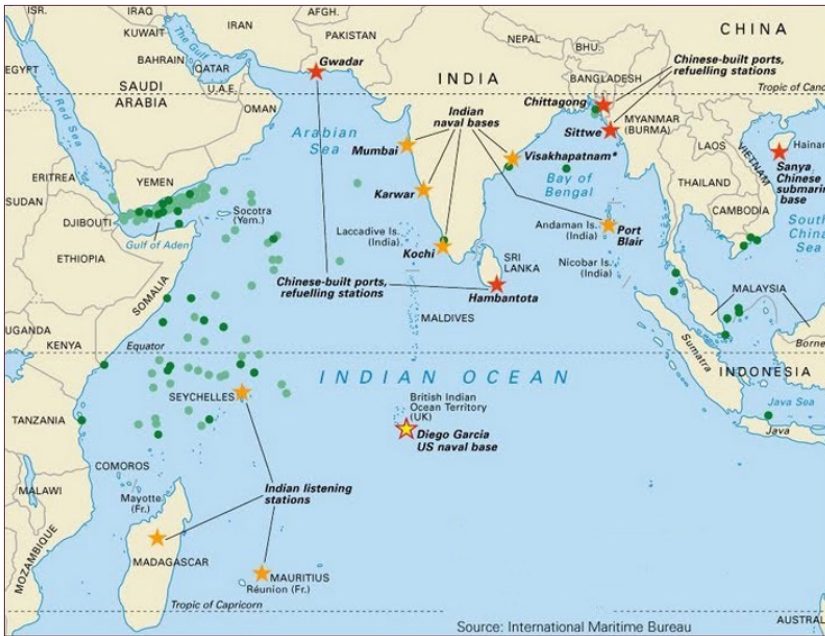 ISR.
IRAQ
IRAN
AFGH.
CHINA
KUWAIT
The Gulf
PAKISTAN
NEPAL
BHU.
Chinese-built ports,
refuelling stations
EGYPT
BAHRAIN
QATAR
Gwadar
INDIA
BANGLADESH
SAUDI
ARABIA
U.A.E.
Tropic of Canc
Red Sea
OMAN
Indian
naval bases
Chittagong
MYANMAR
(BURMA)
Arabian
Sea
Mumbai
Sittwe
Hainan
LAOS
VIETNAM
Sanya
Chinese
submarin
base
Visakhapatnam*
Bay of
Bengal
ERITREA
YEMEN
Karwar
THAILAND
SUDAN
Socotra
(Yem.)
DJIBOUTI
Gulf of Aden
Laccadive Is.
(India)
Andaman Is.
(India)
Port
Blair
CAMBODIA
South
China
Sea
Kochi
SRI
LANKA
Nicobar Is.
(India)
ETHIOPIA
SOMALIA
Chinese-built ports,
refuelling stations
Hambantota
MALAYSIA
MALDIVES
UGANDA
KENYA
Equator
Sumatra
Borne
INDIAN OCEAN
INDONESIA
SEYCHELLES
British Indian
Ocean Territory
(UK)
Java Sea
TANZANIA
Diego Garcia
US naval base
Java
COMOROS
MALAWI
Mayotte
(Fr.)
Indian listening
stations
MOZAMBIQUE
MADAGASCAR
MAURITIUS
Réunion (Fr.)
Tropic of Capricorn
Source: International Maritime Bureau
AUSTRAL